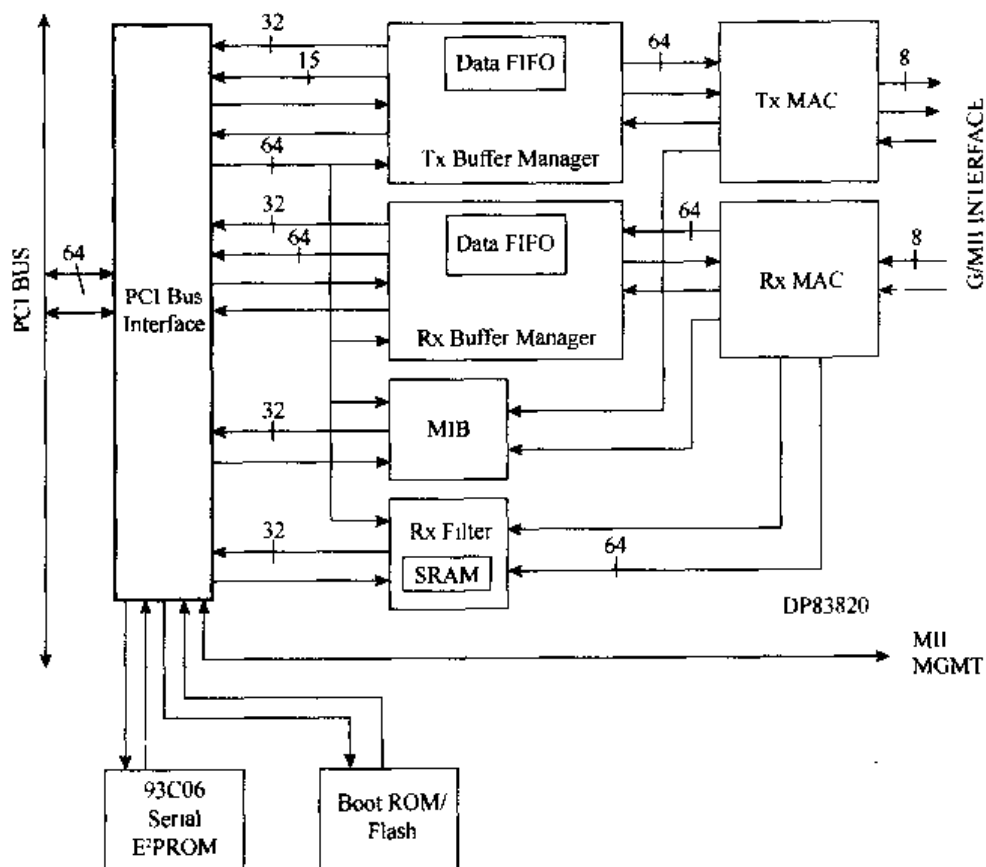 32
15
64
Data FIFO
Tx Buffer Manager
64
Tx MAC
8
32
64
Data FIFO
Rx Buffer Manager
64
Rx MAC
8
G/MII INTERFACE
PCI BUS
64
PCI Bus
Interface
32
MIB
32
Rx Filter
SRAM
64
DP83820
MII
MGMT
93C06
Serial
E²PROM
Boot ROM/
Flash